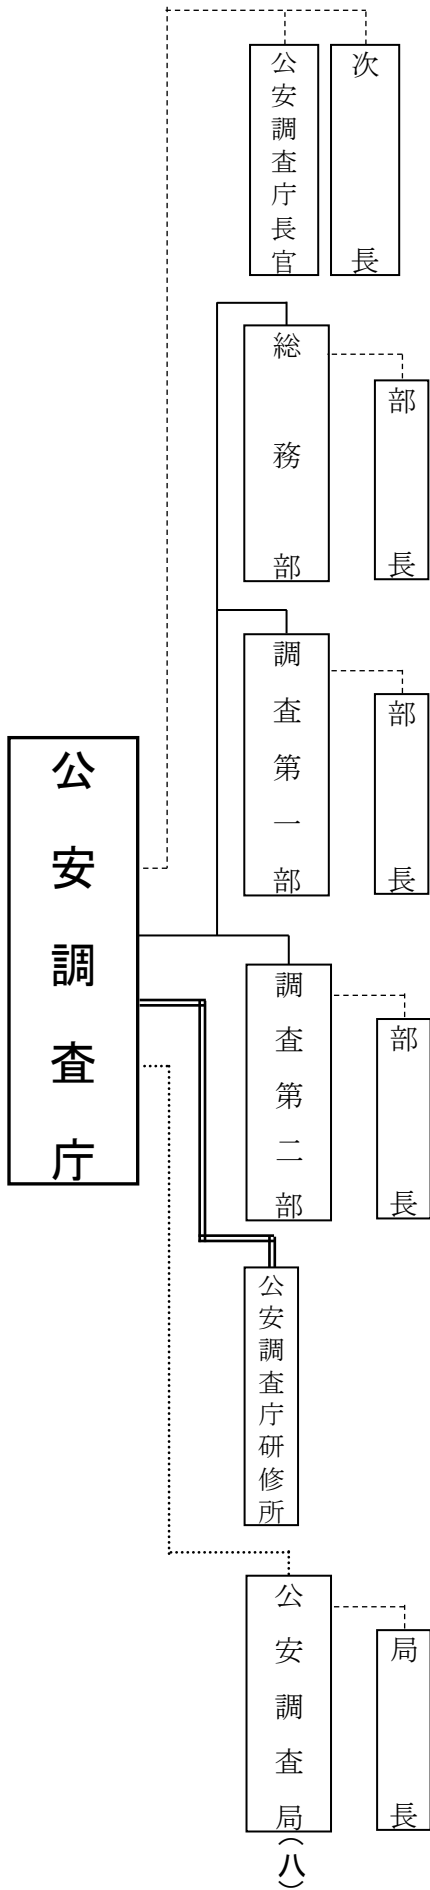 公安調査庁
公安調査庁長官
次長
総務部
部長
調査第一部
部長
調査第二部
部長
公安調査庁研修所
公安調査局(八)
局長